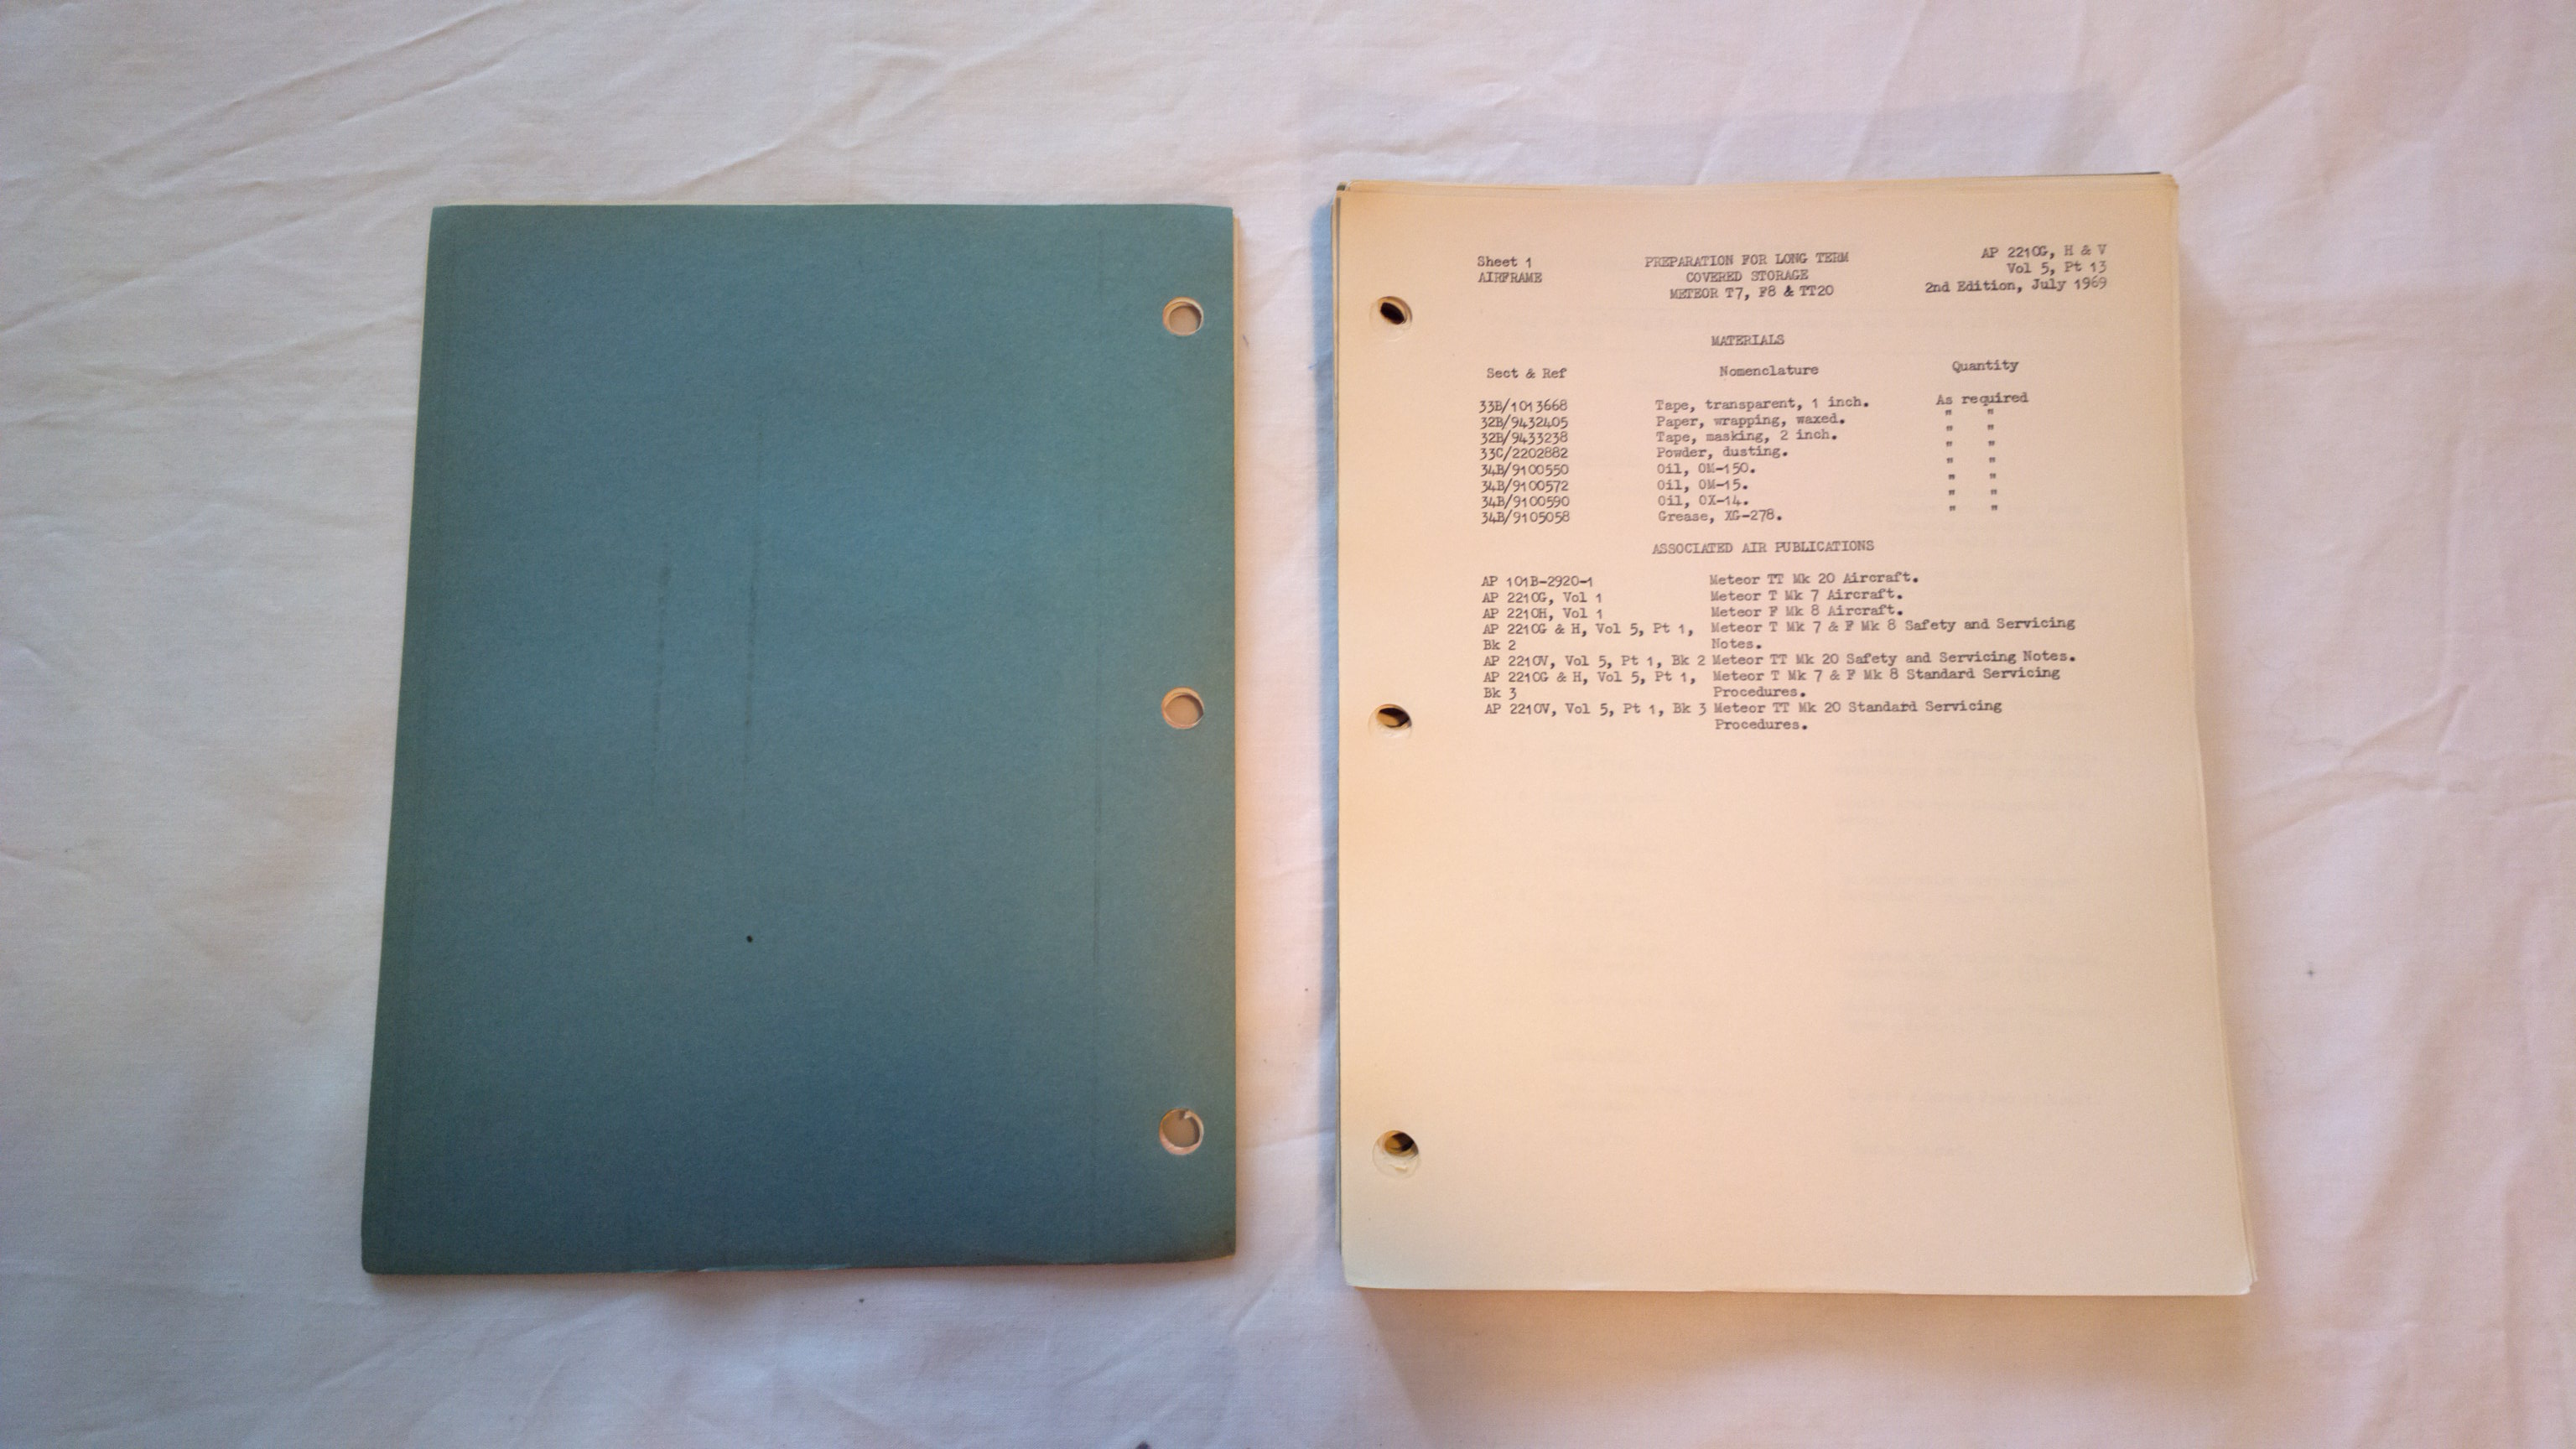 Sheet 1 PREPARATION FOR LONG TERM AP 2210G, H & V
AIRFRAME COVERED STORAGE Vol 5, Pt 13
METEOR T7, F8 & TT20 2nd Edition, July 1969
MATERIALS
Sect & Ref Nomenclature Quantity
33B/1013668 Tape, transparent, 1 inch. As required
32B/9432405 Paper, wrapping, waxed. " "
32B/9433238 Tape, masking, 2 inch. " "
33C/2202882 Powder, dusting. " "
34B/9100550 Oil, OM-150. " "
34B/9100572 Oil, OM-15. " "
34B/9100590 Oil, OX-14. " "
34B/9105058 Grease, XG-278. " "
ASSOCIATED AIR PUBLICATIONS
AP 101B-2920-1 Meteor TT Mk 20 Aircraft.
AP 2210G, Vol 1 Meteor T Mk 7 Aircraft.
AP 2210H, Vol 1 Meteor F Mk 8 Aircraft.
AP 2210G & H, Vol 5, Pt 1, Meteor T Mk 7 & F Mk 8 Safety and Servicing
Bk 2 Notes.
AP 2210V, Vol 5, Pt 1, Bk 2 Meteor TT Mk 20 Safety and Servicing Notes.
AP 2210G & H, Vol 5, Pt 1, Meteor T Mk 7 & F Mk 8 Standard Servicing
Bk 3 Procedures.
AP 2210V, Vol 5, Pt 1, Bk 3 Meteor TT Mk 20 Standard Servicing
Procedures.